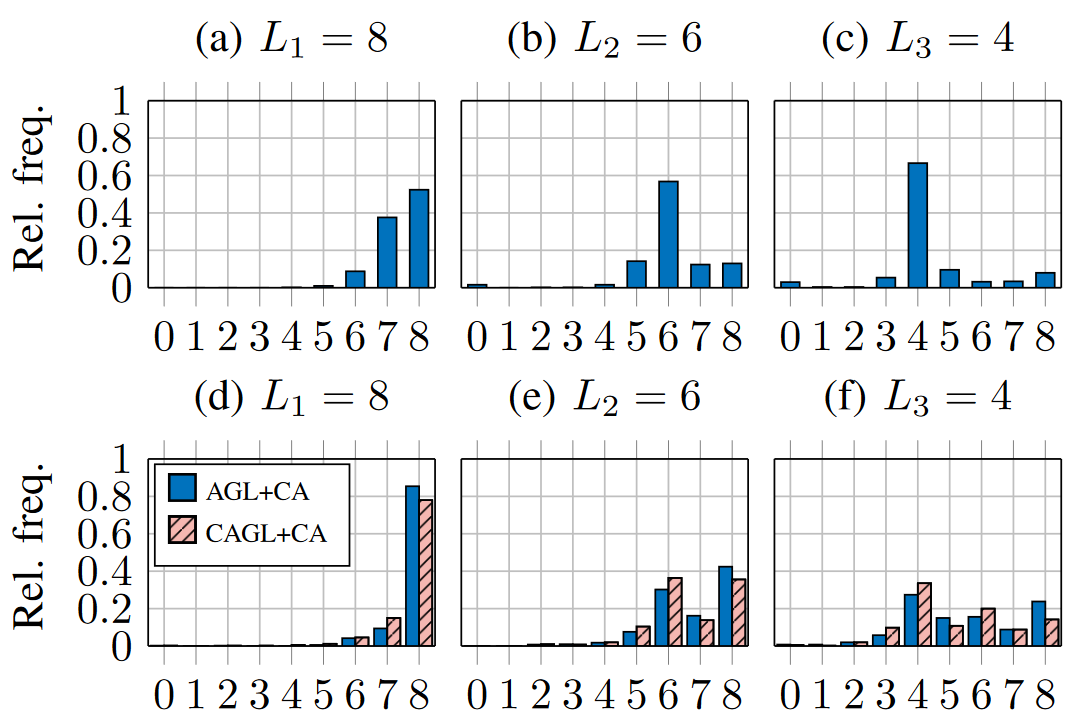 (a) L₁ = 8
(b) L₂ = 6
(c) L₃ = 4
Rel. freq.
1
0.8
0.6
0.4
0.2
0
0 1 2 3 4 5 6 7 8
0 1 2 3 4 5 6 7 8
0 1 2 3 4 5 6 7 8
(d) L₁ = 8
(e) L₂ = 6
(f) L₃ = 4
Rel. freq.
1
0.8
0.6
0.4
0.2
0
AGL+CA
CAGL+CA
0 1 2 3 4 5 6 7 8
0 1 2 3 4 5 6 7 8
0 1 2 3 4 5 6 7 8